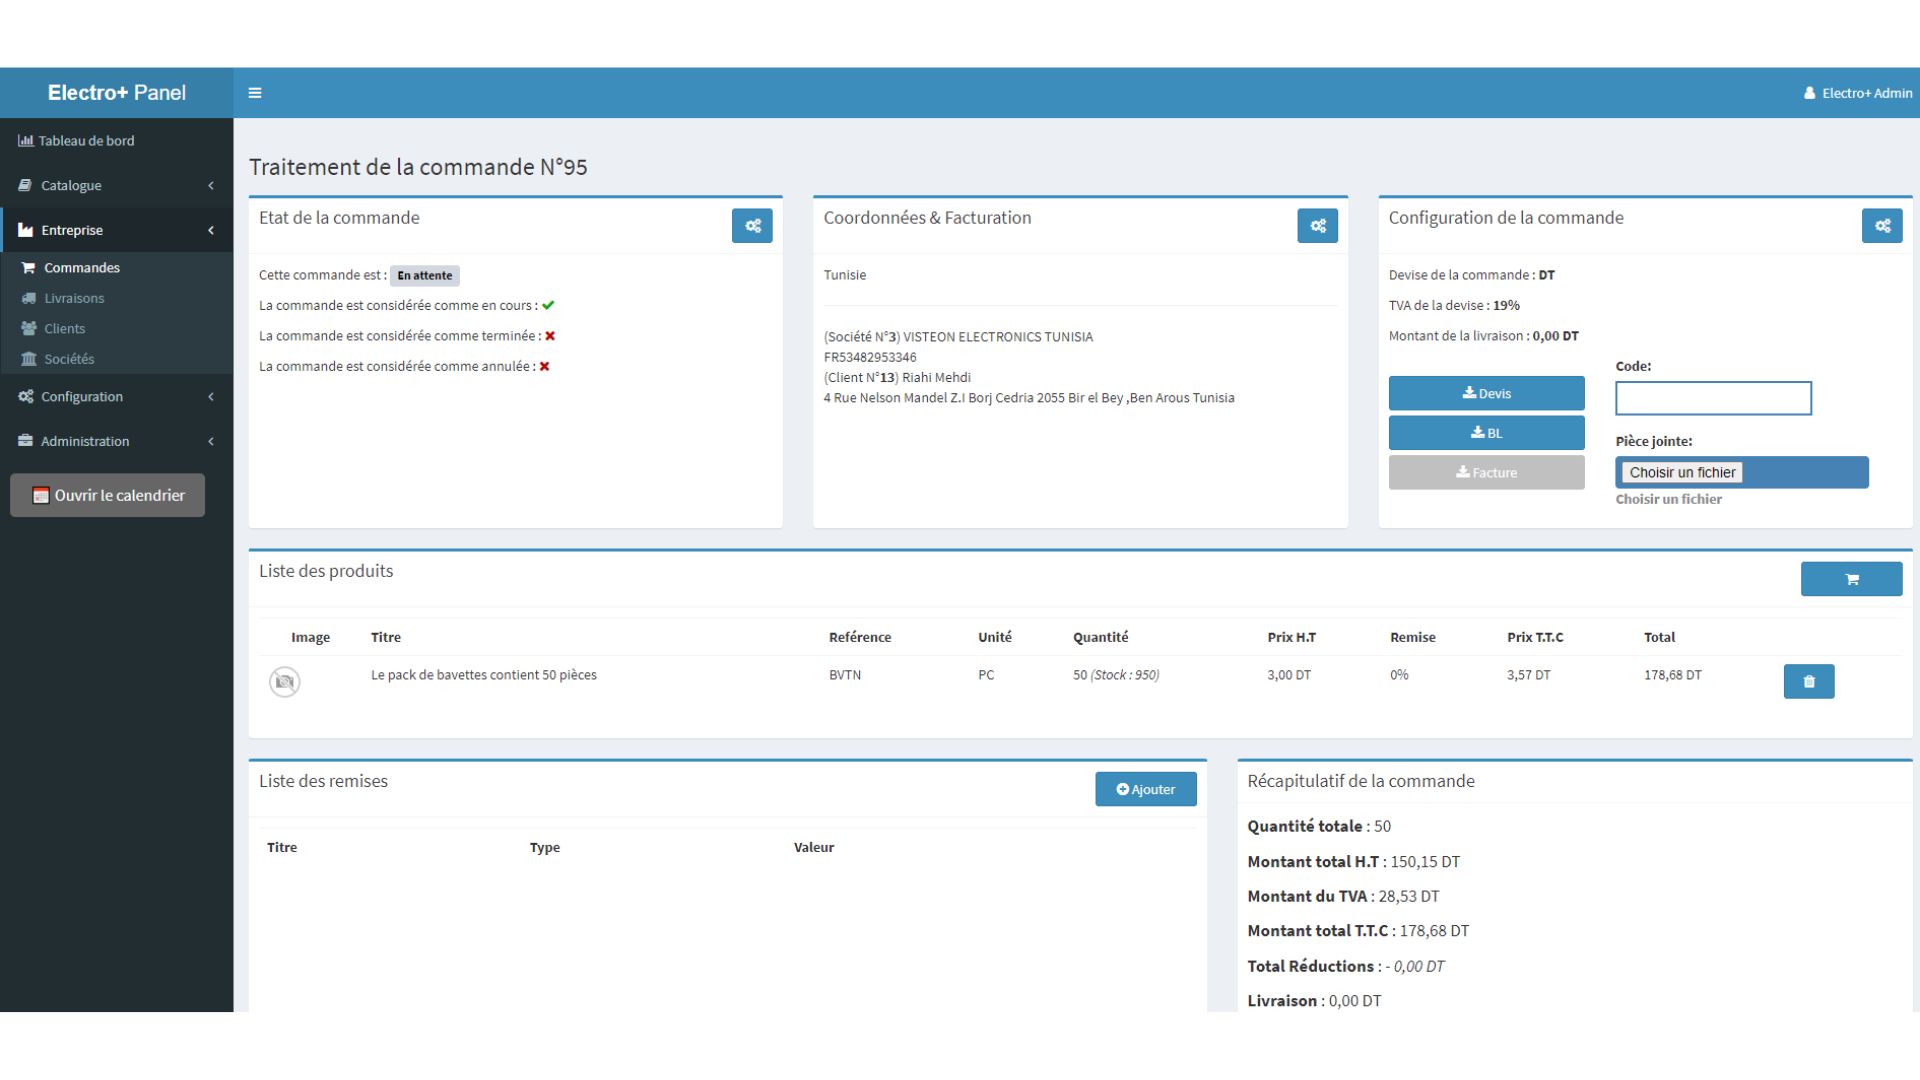 Electro+ Panel
Electro+ Admin
Tableau de bord
Catalogue
Entreprise
Commandes
Livraisons
Clients
Sociétés
Configuration
Administration
Ouvrir le calendrier
Traitement de la commande N°95
Etat de la commande
Cette commande est : En attente
La commande est considérée comme en cours :
La commande est considérée comme terminée :
La commande est considérée comme annulée :
Coordonnées & Facturation
Tunisie
(Société N°3) VISTEON ELECTRONICS TUNISIA
FR53482953346
(Client N°13) Riahi Mehdi
4 Rue Nelson Mandel Z.I Borj Cedria 2055 Bir el Bey ,Ben Arous Tunisia
Configuration de la commande
Devise de la commande : DT
TVA de la devise : 19%
Montant de la livraison : 0,00 DT
Devis
BL
Facture
Code:
Pièce jointe:
Choisir un fichier
Choisir un fichier
Liste des produits
Image Titre Reférence Unité Quantité Prix H.T Remise Prix T.T.C Total
Le pack de bavettes contient 50 pièces BVTN PC 50 (Stock : 950) 3,00 DT 0% 3,57 DT 178,68 DT
Liste des remises
Ajouter
Titre Type Valeur
Récapitulatif de la commande
Quantité totale : 50
Montant total H.T : 150,15 DT
Montant du TVA : 28,53 DT
Montant total T.T.C : 178,68 DT
Total Réductions : - 0,00 DT
Livraison : 0,00 DT